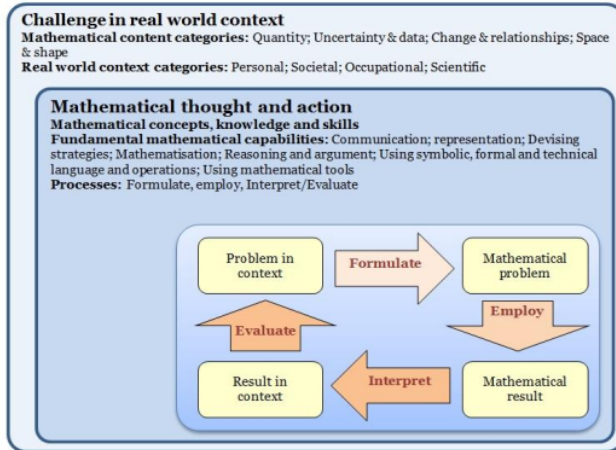 Challenge in real world context
Mathematical content categories: Quantity; Uncertainty & data; Change & relationships; Space
& shape
Real world context categories: Personal; Societal; Occupational; Scientific
Mathematical thought and action
Mathematical concepts, knowledge and skills
Fundamental mathematical capabilities: Communication; representation; Devising
strategies; Mathematisation; Reasoning and argument; Using symbolic, formal and technical
language and operations; Using mathematical tools
Processes: Formulate, employ, Interpret/Evaluate
Problem in
context
Formulate
Mathematical
problem
Evaluate
Employ
Result in
context
Interpret
Mathematical
result